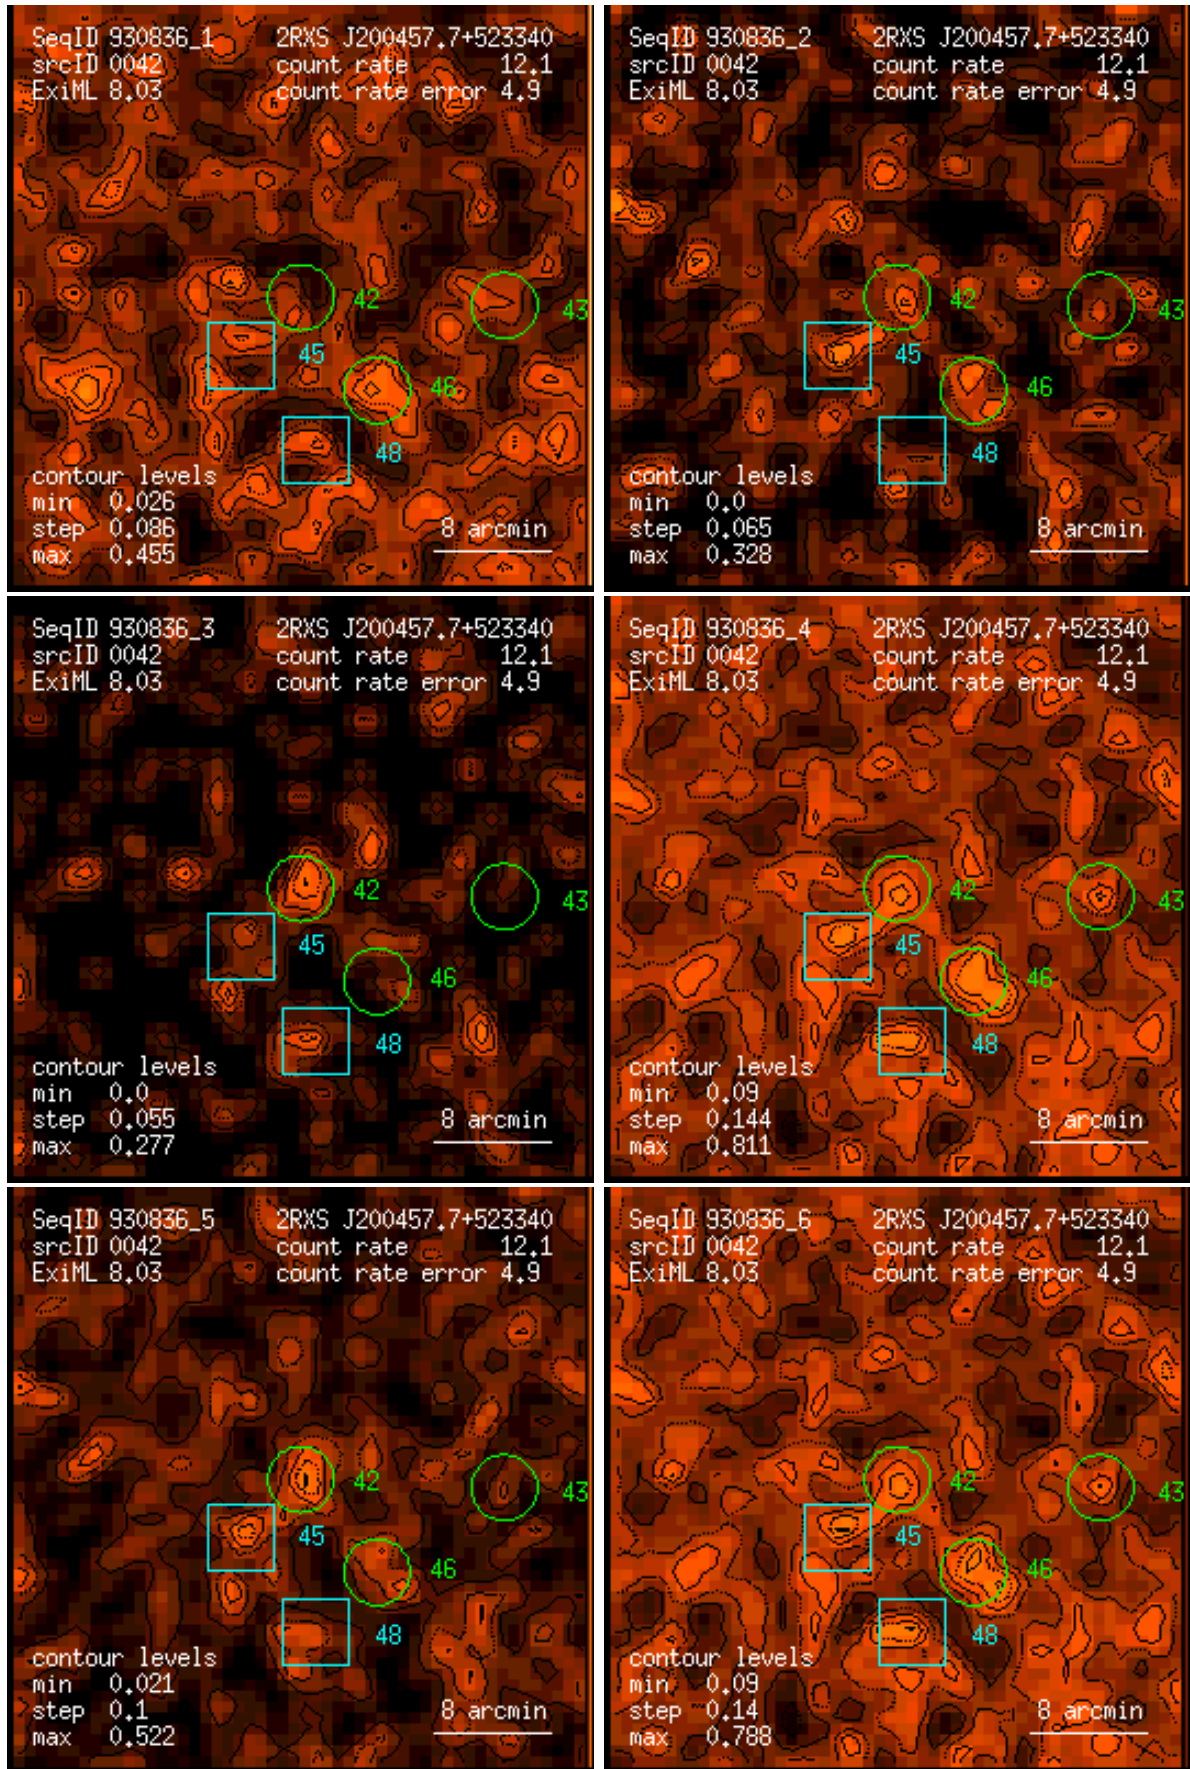 SeqID 930836_1 2RXS J200457.7+523340
srcID 0042 count rate 12.1
ExiML 8.03 count rate error 4.9
42
43
45
46
48
contour levels
min 0.026
step 0.086 8 arcmin
max 0.455
SeqID 930836_2 2RXS J200457.7+523340
srcID 0042 count rate 12.1
ExiML 8.03 count rate error 4.9
42
43
45
46
48
contour levels
min 0.0
step 0.065 8 arcmin
max 0.328
SeqID 930836_3 2RXS J200457.7+523340
srcID 0042 count rate 12.1
ExiML 8.03 count rate error 4.9
42
43
45
46
48
contour levels
min 0.0
step 0.055 8 arcmin
max 0.277
SeqID 930836_4 2RXS J200457.7+523340
srcID 0042 count rate 12.1
ExiML 8.03 count rate error 4.9
42
43
45
46
48
contour levels
min 0.09
step 0.144 8 arcmin
max 0.811
SeqID 930836_5 2RXS J200457.7+523340
srcID 0042 count rate 12.1
ExiML 8.03 count rate error 4.9
42
43
45
46
48
contour levels
min 0.021
step 0.1 8 arcmin
max 0.522
SeqID 930836_6 2RXS J200457.7+523340
srcID 0042 count rate 12.1
ExiML 8.03 count rate error 4.9
42
43
45
46
48
contour levels
min 0.09
step 0.14 8 arcmin
max 0.788